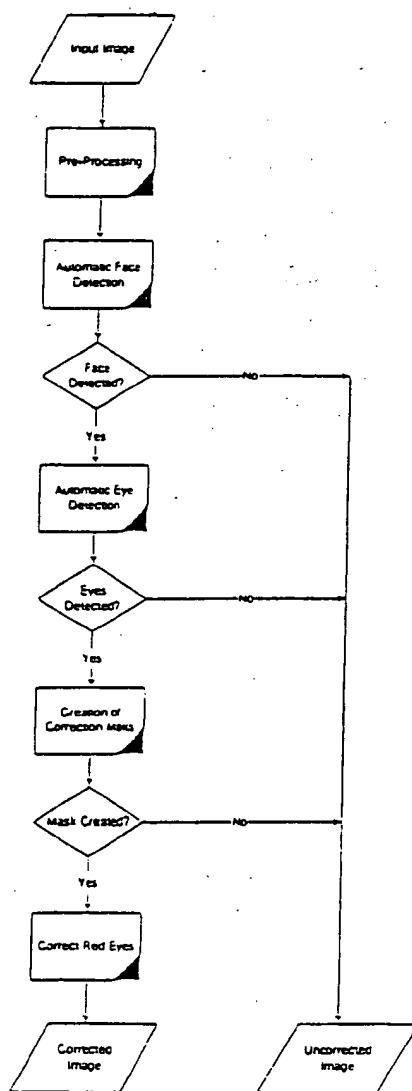 Input Image
Pre-Processing
Automatic Face
Detection
Face
Detected?
No
Yes
Automatic Eye
Detection
Eyes
Detected?
No
Yes
Creation of
Correction Mask
Mask Created?
No
Yes
Correct Red Eyes
Corrected
Image
Uncorrected
Image